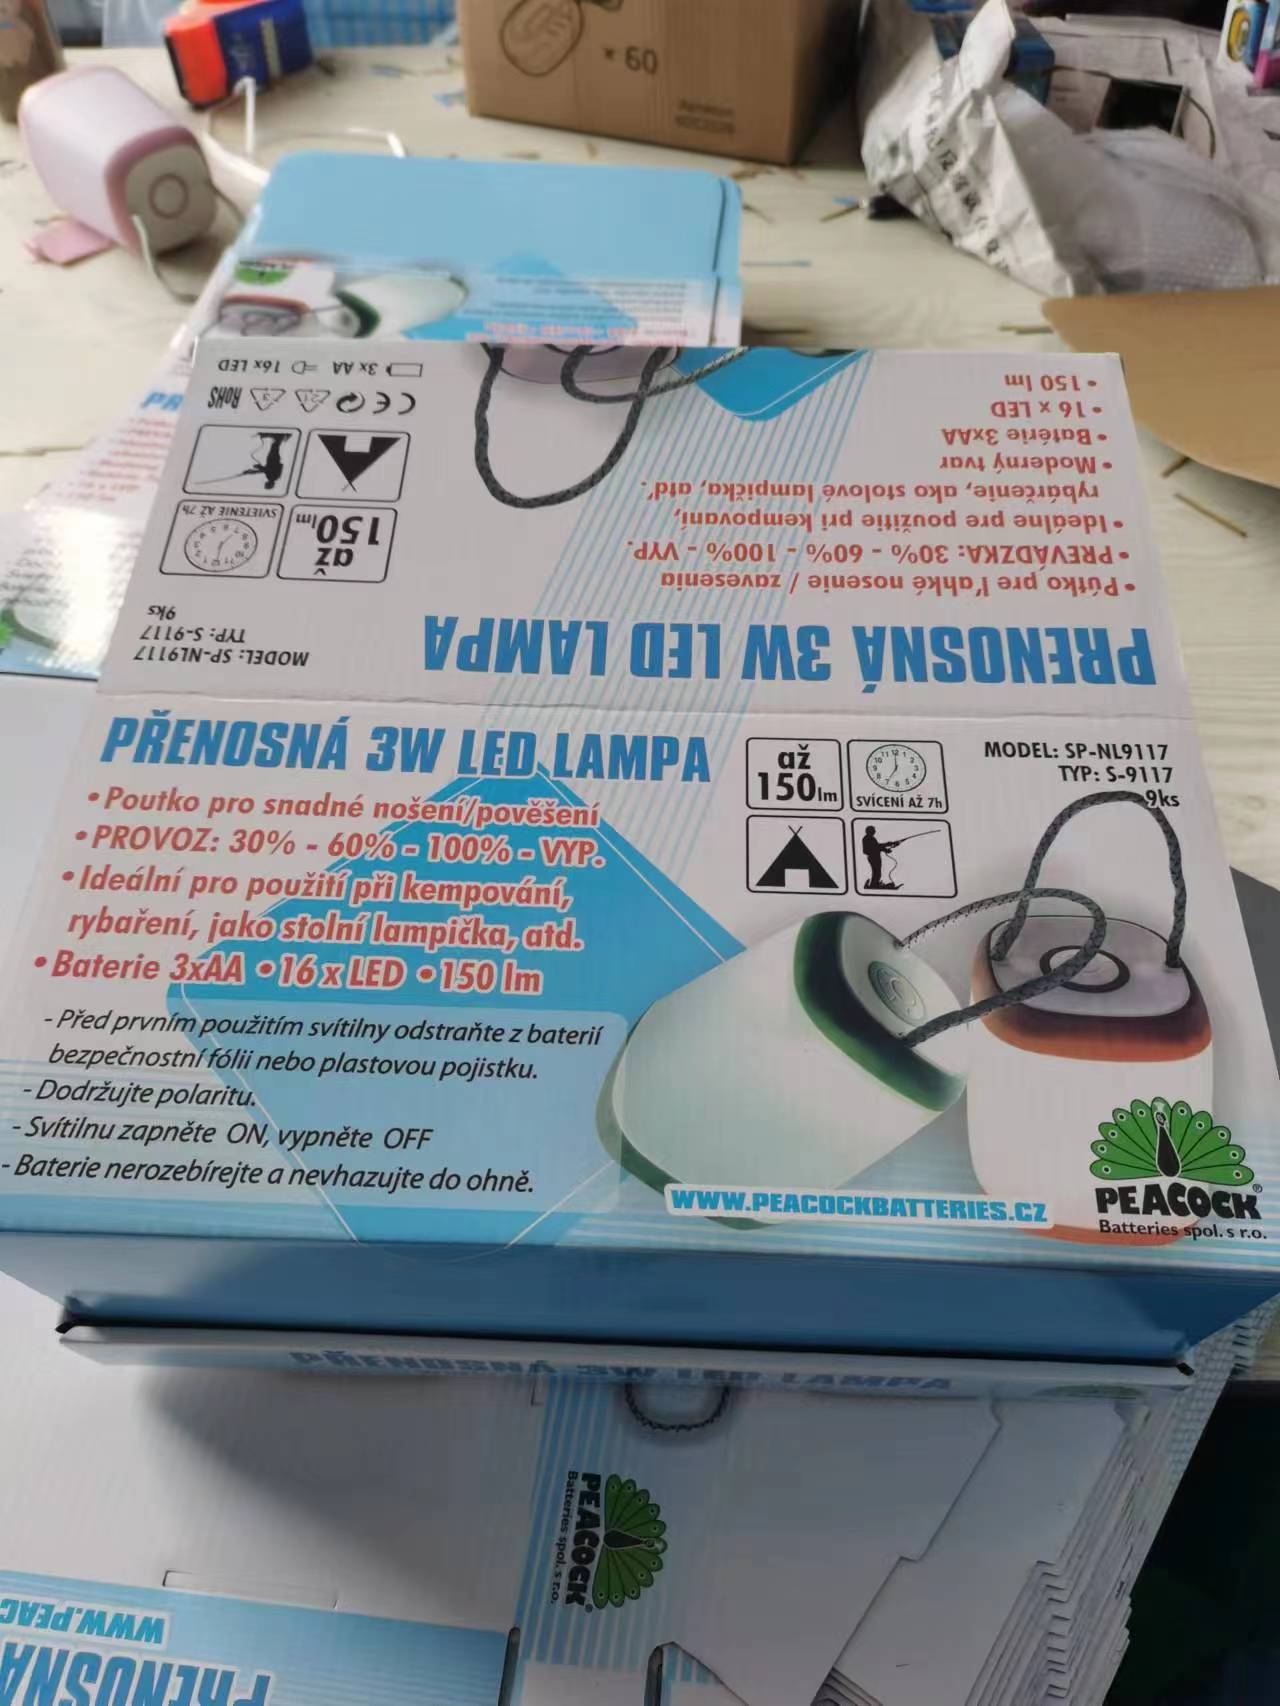 × 60
PŘENOSNÁ 3W LED LAMPA
• Poutko pro snadné nošení/pověšení
• PROVOZ: 30% - 60% - 100% - VYP.
• Ideální pro použití při kempování,
rybaření, jako stolní lampička, atd.
• Baterie 3xAA • 16 x LED • 150 lm
- Před prvním použitím svítilny odstraňte z baterií
bezpečnostní fólii nebo plastovou pojistku.
- Dodržujte polaritu.
- Svítilnu zapněte ON, vypněte OFF
- Baterie nerozebírejte a nevhazujte do ohně.
až
150lm
SVÍCENÍ AŽ 7h
MODEL: SP-NL9117
TYP: S-9117
9ks
WWW.PEACOCKBATTERIES.CZ
PEACOCK®
Batteries spol. s r.o.
PRENOSNÁ 3W LED LAMPA
• Pútko pre ľahké nosenie / zavesenia
• PREVÁDZKA: 30% - 60% - 100% - VYP.
• Ideálne pre použitie pri kempovaní,
rybárčenie, ako stolové lampička, atď.
• Moderný tvar
• Batérie 3xAA
• 16 x LED
• 150 lm
MODEL: SP-NL9117
TYP: S-9117
9ks
až
150lm
SVIETENIE AŽ 7h
CE RoHS
3x AA 16x LED
PŘENOSNÁ 3W LED LAMPA
PEACOCK®
Batteries spol. s r.o.
WWW.PEAC
PŘENOSNÁ